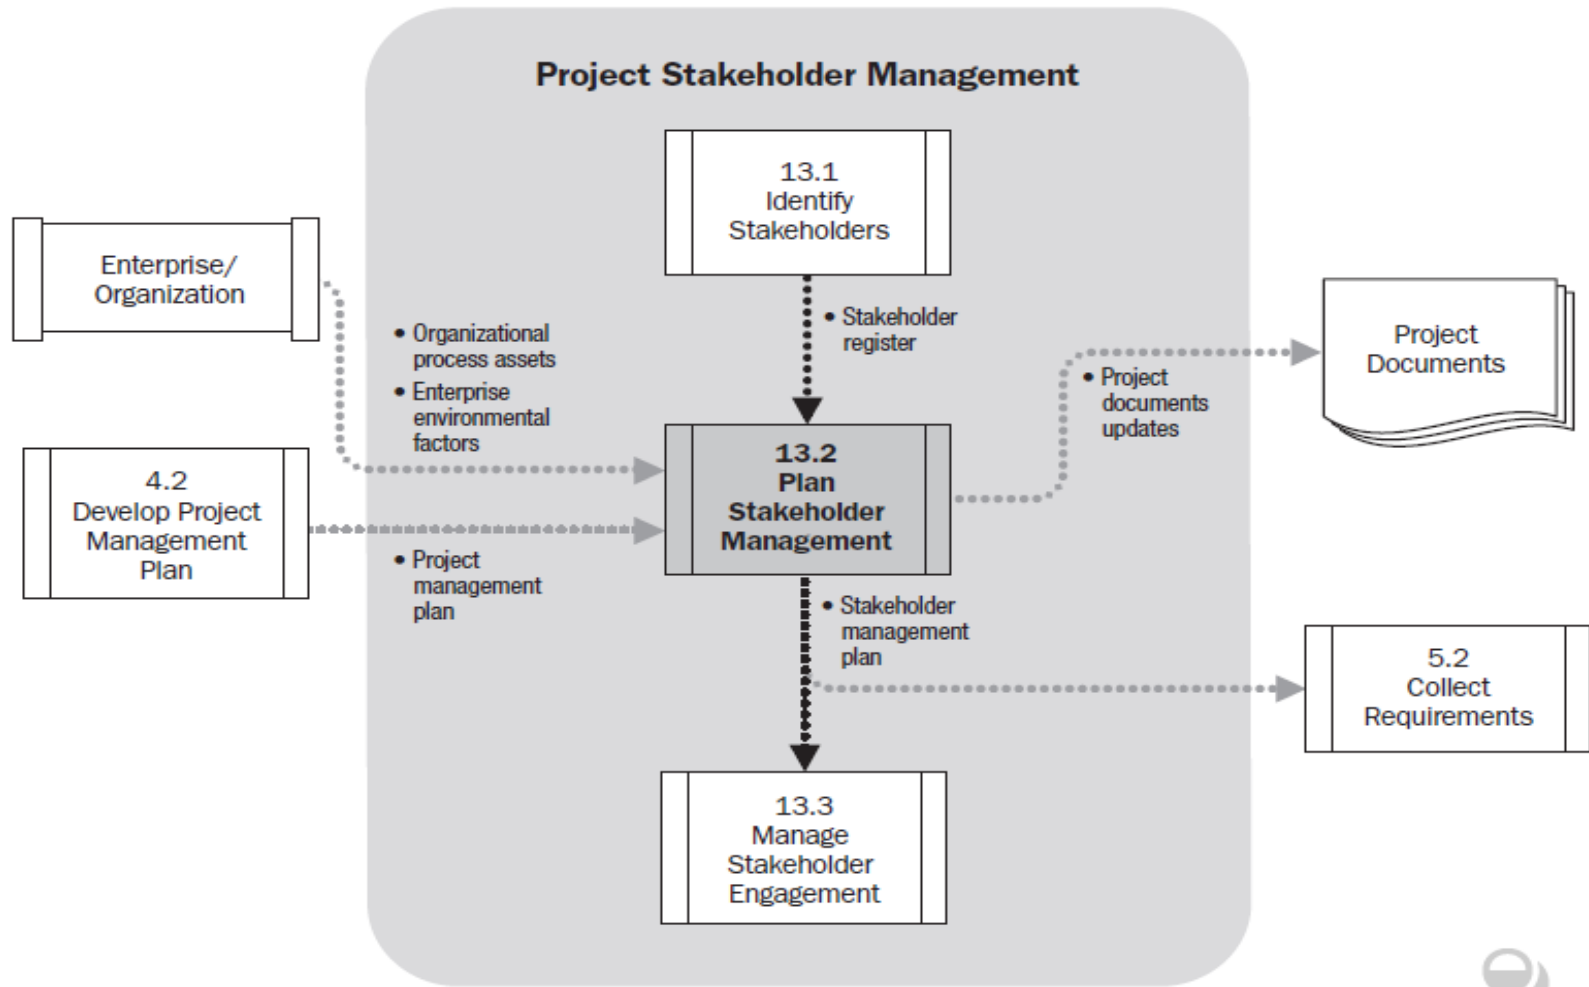 Project Stakeholder Management
13.1
Identify
Stakeholders
Enterprise/
Organization
• Stakeholder
register
• Organizational
process assets
• Enterprise
environmental
factors
Project
Documents
• Project
documents
updates
4.2
Develop Project
Management
Plan
13.2
Plan
Stakeholder
Management
• Project
management
plan
• Stakeholder
management
plan
5.2
Collect
Requirements
13.3
Manage
Stakeholder
Engagement